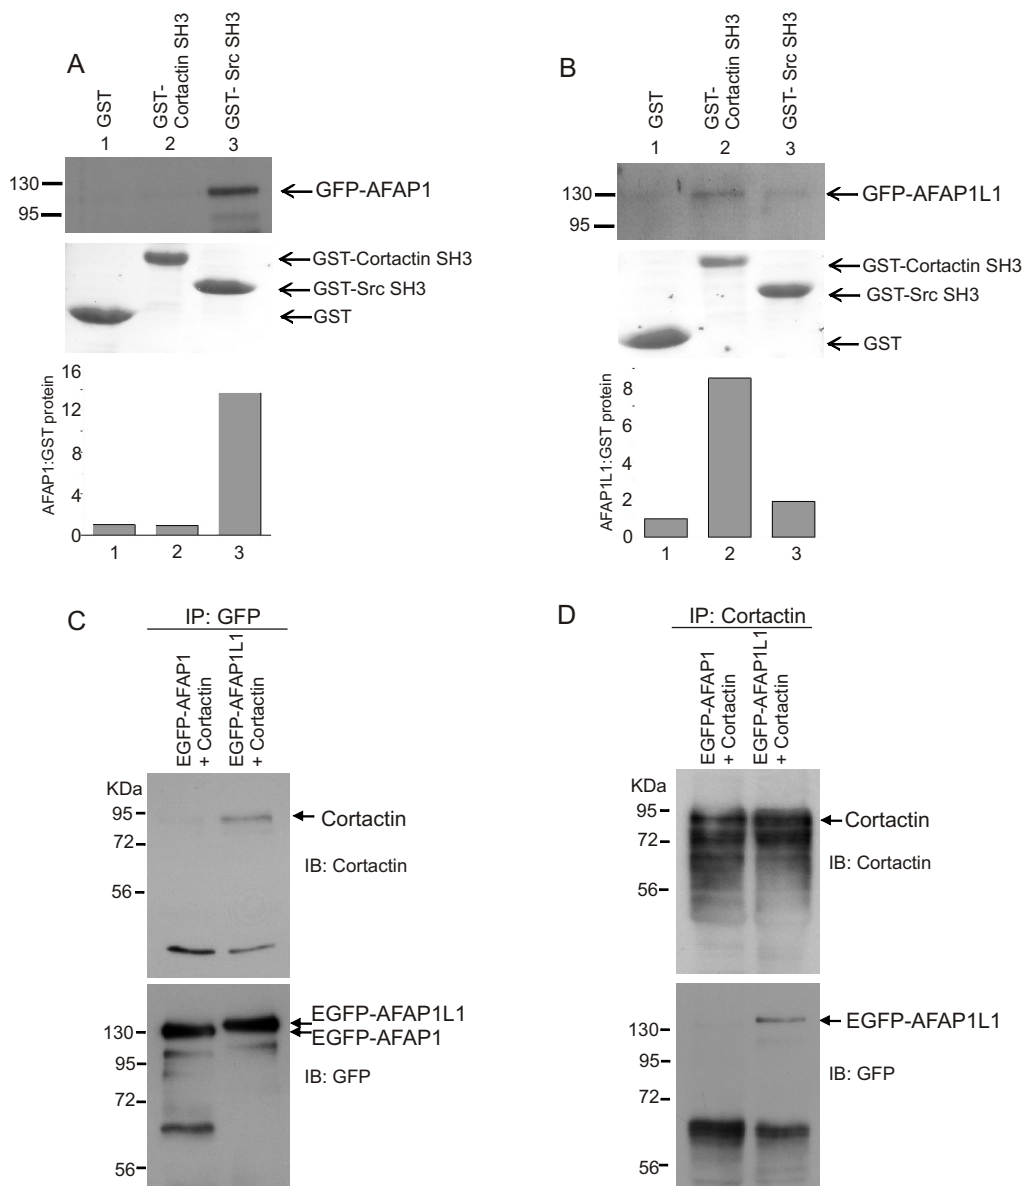 A
GST
GST-
Cortactin SH3
GST- Src SH3
1
2
3
130
95
GFP-AFAP1
GST-Cortactin SH3
GST-Src SH3
GST
AFAP1:GST protein
16
12
8
4
0
1
2
3
B
GST
GST-
Cortactin SH3
GST- Src SH3
1
2
3
130
95
GFP-AFAP1L1
GST-Cortactin SH3
GST-Src SH3
GST
AFAP1L1:GST protein
8
6
4
2
0
1
2
3
C
IP: GFP
EGFP-AFAP1
+ Cortactin
EGFP-AFAP1L1
+ Cortactin
KDa
95
72
56
Cortactin
IB: Cortactin
130
95
72
56
EGFP-AFAP1L1
EGFP-AFAP1
IB: GFP
D
IP: Cortactin
EGFP-AFAP1
+ Cortactin
EGFP-AFAP1L1
+ Cortactin
KDa
95
72
56
Cortactin
IB: Cortactin
130
95
72
56
EGFP-AFAP1L1
IB: GFP